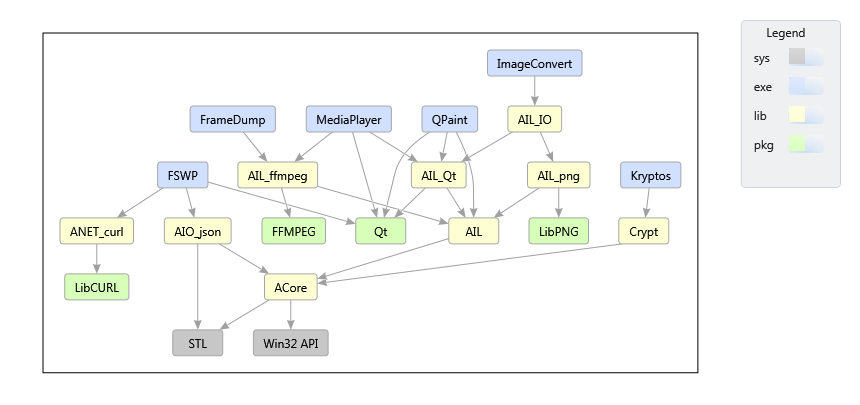 Legend
sys
exe
lib
pkg
ImageConvert
FrameDump
MediaPlayer
QPaint
AIL_IO
FSWP
AIL_ffmpeg
AIL_Qt
AIL_png
Kryptos
ANET_curl
AIO_json
FFMPEG
Qt
AIL
LibPNG
Crypt
LibCURL
ACore
STL
Win32 API